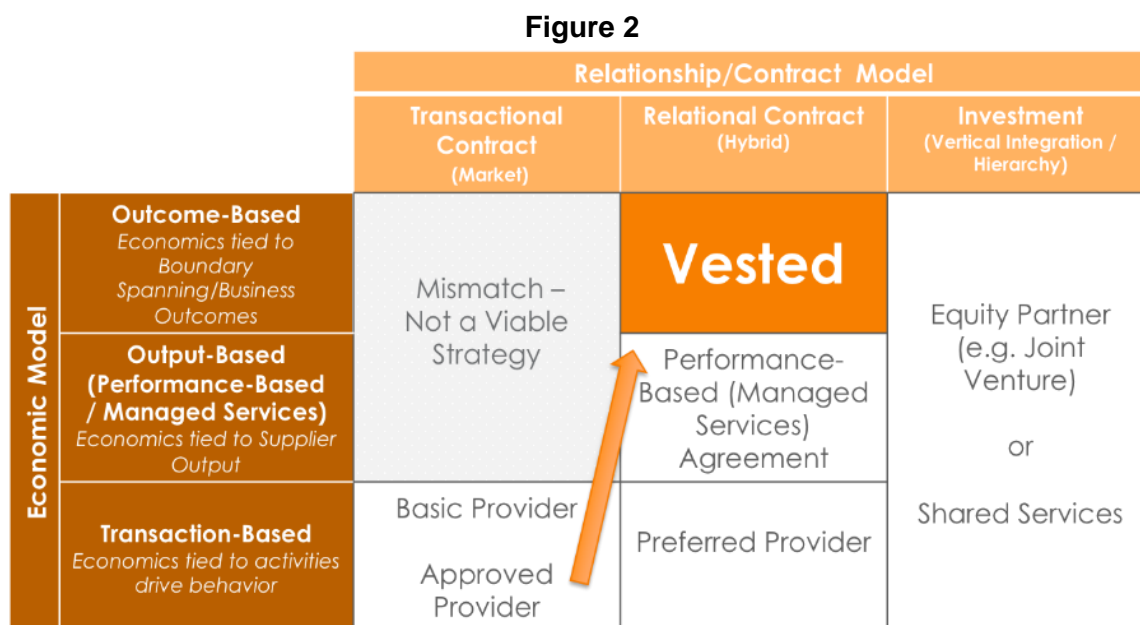 Figure 2
Relationship/Contract Model
Transactional
Contract
(Market)
Relational Contract
(Hybrid)
Investment
(Vertical Integration /
Hierarchy)
Economic Model
Outcome-Based
Economics tied to
Boundary
Spanning/Business
Outcomes
Mismatch –
Not a Viable
Strategy
Vested
Equity Partner
(e.g. Joint
Venture)
or
Shared Services
Output-Based
(Performance-Based
/ Managed Services)
Economics tied to Supplier
Output
Performance-
Based (Managed
Services)
Agreement
Transaction-Based
Economics tied to activities
drive behavior
Basic Provider
Approved
Provider
Preferred Provider